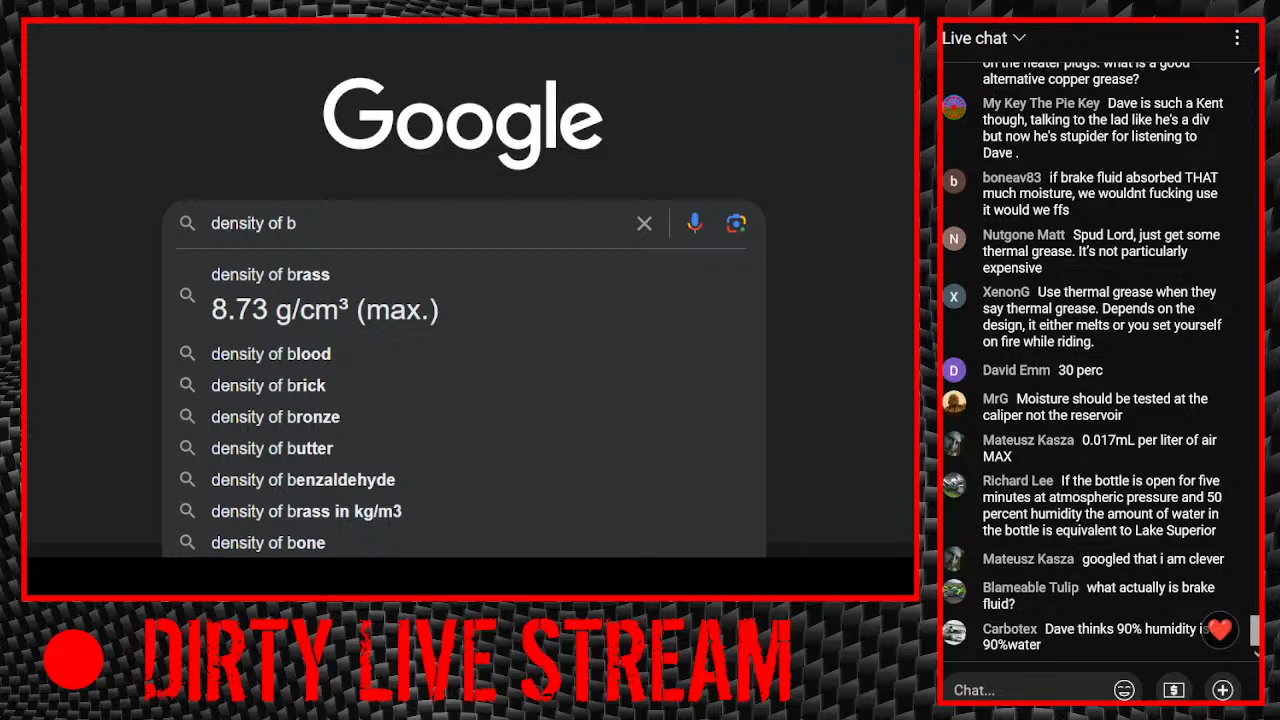 Google
density of b
density of brass
8.73 g/cm³ (max.)
density of blood
density of brick
density of bronze
density of butter
density of benzaldehyde
density of brass in kg/m3
density of bone
DIRTY LIVE STREAM
Live chat
on the heater plugs. what is a good
alternative copper grease?
My Key The Pie Key Dave is such a Kent
though, talking to the lad like he's a div
but now he's stupider for listening to
Dave .
b
boneav83 if brake fluid absorbed THAT
much moisture, we wouldnt fucking use
it would we ffs
N
Nutgone Matt Spud Lord, just get some
thermal grease. It's not particularly
expensive
X
XenonG Use thermal grease when they
say thermal grease. Depends on the
design, it either melts or you set yourself
on fire while riding.
D
David Emm 30 perc
MrG Moisture should be tested at the
caliper not the reservoir
Mateusz Kasza 0.017mL per liter of air
MAX
Richard Lee If the bottle is open for five
minutes at atmospheric pressure and 50
percent humidity the amount of water in
the bottle is equivalent to Lake Superior
Mateusz Kasza googled that i am clever
Blameable Tulip what actually is brake
fluid?
Carbotex Dave thinks 90% humidity is
90%water
Chat...